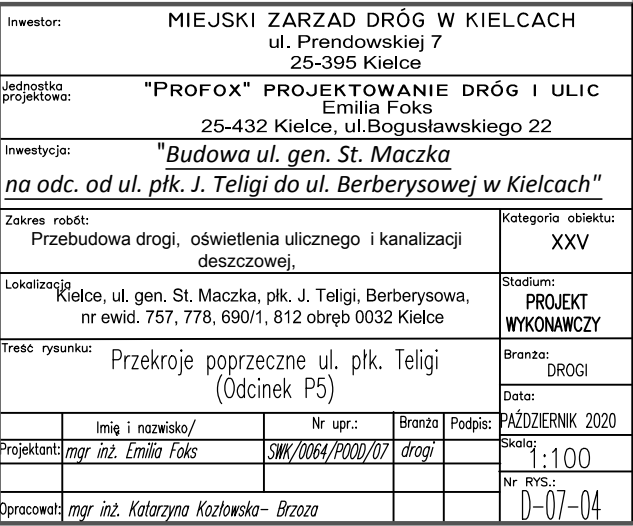 Inwestor:
MIEJSKI ZARZAD DRÓG W KIELCACH
ul. Prendowskiej 7
25-395 Kielce
Jednostka
projektowa:
"PROFOX" PROJEKTOWANIE DRÓG I ULIC
Emilia Foks
25-432 Kielce, ul.Bogusławskiego 22
Inwestycja:
"Budowa ul. gen. St. Maczka
na odc. od ul. płk. J. Teligi do ul. Berberysowej w Kielcach"
Zakres robót:
Przebudowa drogi, oświetlenia ulicznego i kanalizacji
deszczowej,
Kategoria obiektu:
XXV
Lokalizacja
Kielce, ul. gen. St. Maczka, płk. J. Teligi, Berberysowa,
nr ewid. 757, 778, 690/1, 812 obręb 0032 Kielce
Stadium:
PROJEKT
WYKONAWCZY
Treść rysunku:
Przekroje poprzeczne ul. płk. Teligi
(Odcinek P5)
Branża:
DROGI
Data:
PAŹDZIERNIK 2020
Imię i nazwisko/ Nr upr.: Branża Podpis:
Projektant: mgr inż. Emilia Foks SWK/0064/POOD/07 drogi
Skala:
1:100
Nr RYS.:
D-07-04
Opracował: mgr inż. Katarzyna Kozłowska- Brzoza